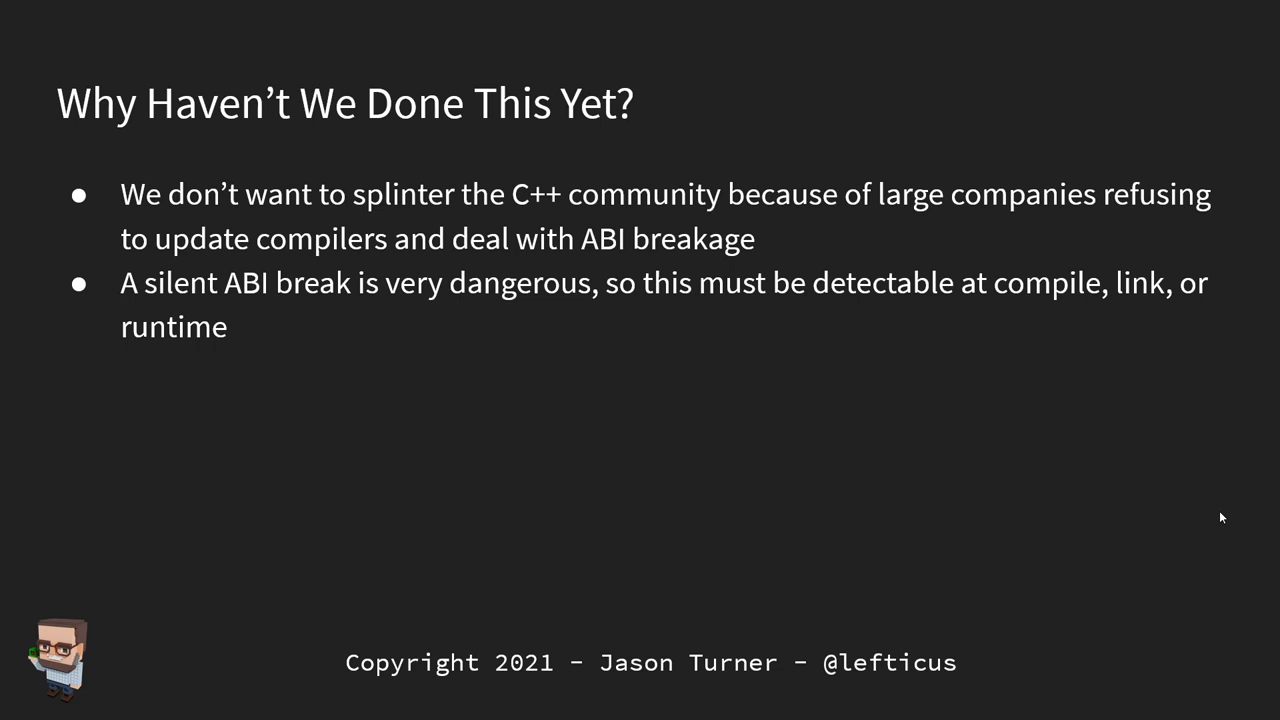 Why Haven’t We Done This Yet?
● We don’t want to splinter the C++ community because of large companies refusing
to update compilers and deal with ABI breakage
● A silent ABI break is very dangerous, so this must be detectable at compile, link, or
runtime
Copyright 2021 – Jason Turner – @lefticus